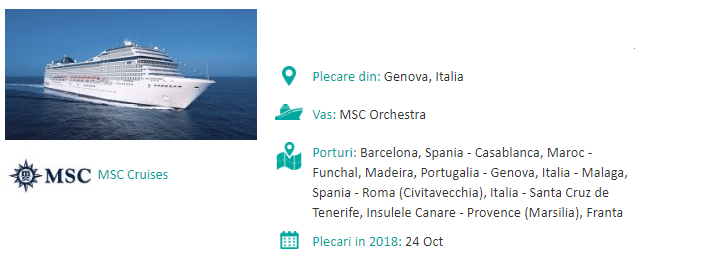 Plecare din: Genova, Italia
Vas: MSC Orchestra
Porturi: Barcelona, Spania - Casablanca, Maroc -
Funchal, Madeira, Portugalia - Genova, Italia - Malaga,
Spania - Roma (Civitavecchia), Italia - Santa Cruz de
Tenerife, Insulele Canare - Provence (Marsilia), Franta
Plecari in 2018: 24 Oct
MSC MSC Cruises